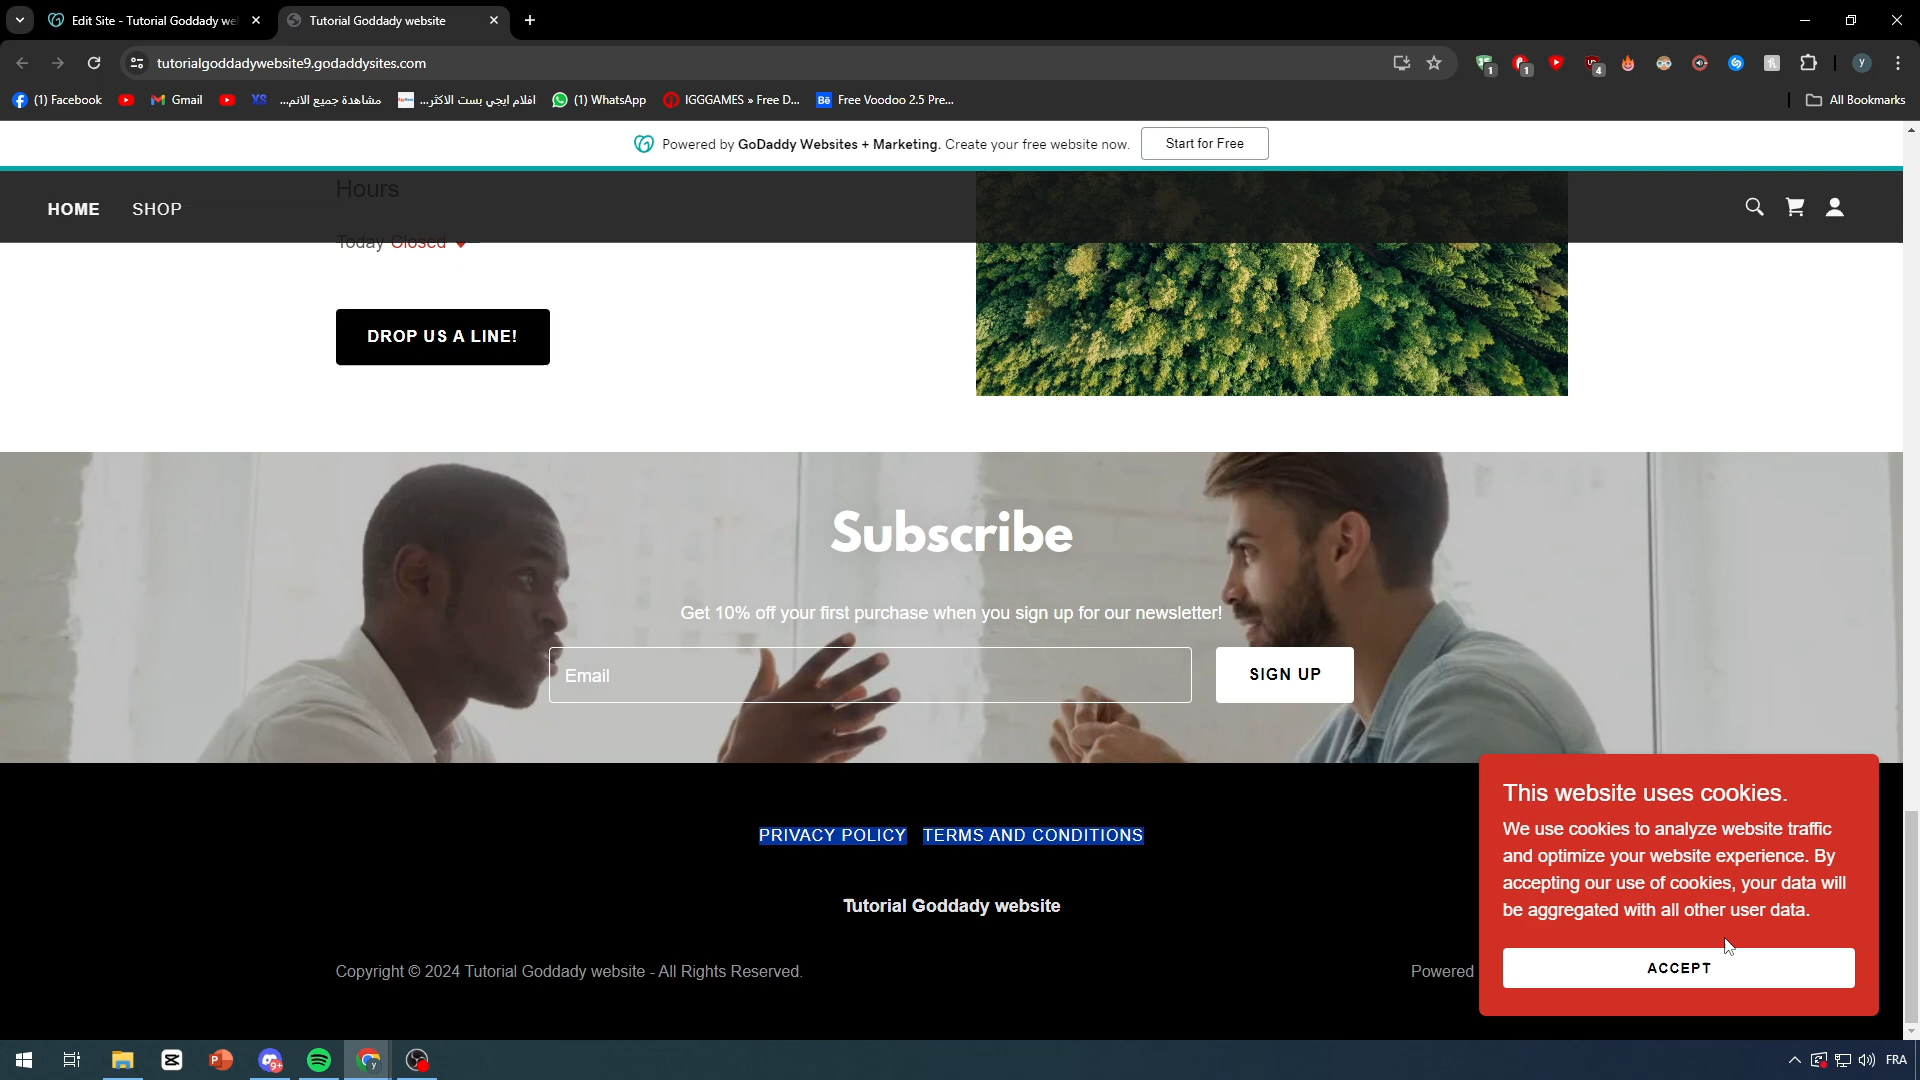 Edit Site - Tutorial Goddady we
Tutorial Goddady website
tutorialgoddadywebsite9.godaddysites.com
1
1
4
y
(1) Facebook
Gmail
XS
مشاهدة جميع الانم...
افلام ايجي بست الاكثر...
(1) WhatsApp
IGGGAMES » Free D...
Bē
Free Voodoo 2.5 Pre...
All Bookmarks
Powered by GoDaddy Websites + Marketing. Create your free website now.
Start for Free
Hours
HOME
SHOP
Today Closed
DROP US A LINE!
Subscribe
Get 10% off your first purchase when you sign up for our newsletter!
Email
SIGN UP
This website uses cookies.
We use cookies to analyze website traffic
and optimize your website experience. By
accepting our use of cookies, your data will
be aggregated with all other user data.
ACCEPT
PRIVACY POLICY
TERMS AND CONDITIONS
Tutorial Goddady website
Copyright © 2024 Tutorial Goddady website - All Rights Reserved.
Powered
P
9+
y
FRA